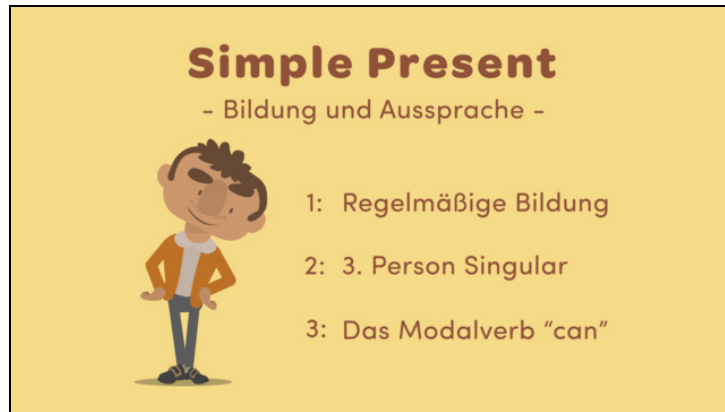 Simple Present
- Bildung und Aussprache -
1: Regelmäßige Bildung
2: 3. Person Singular
3: Das Modalverb “can”